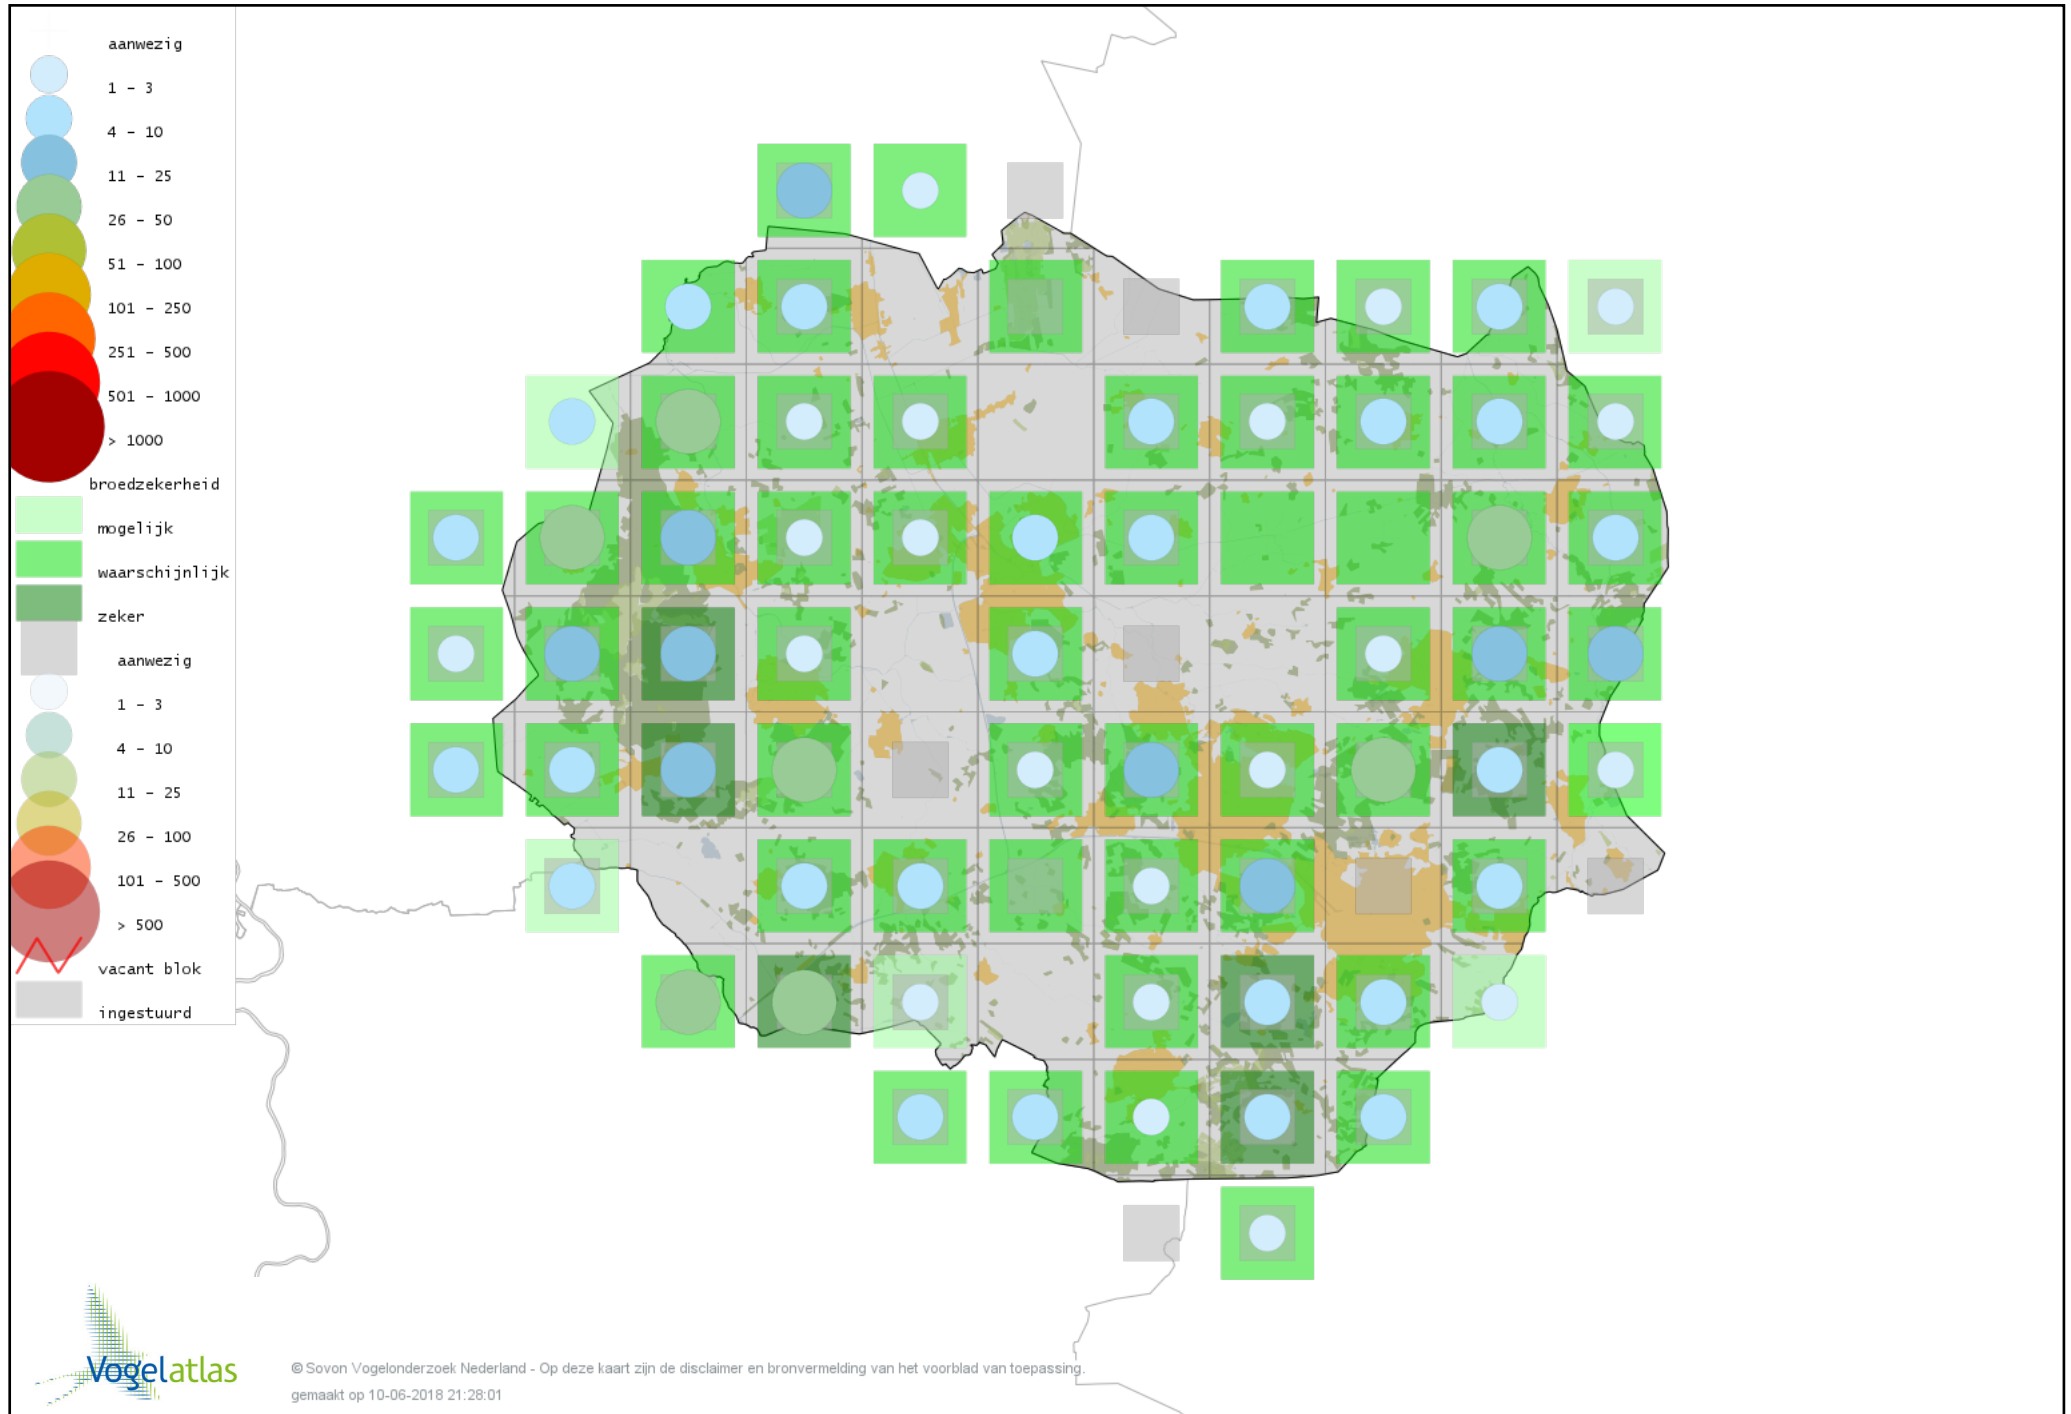 aanwezig
1 - 3
4 - 10
11 - 25
26 - 50
51 - 100
101 - 250
251 - 500
501 - 1000
> 1000
broedzekerheid
mogelijk
waarschijnlijk
zeker
aanwezig
1 - 3
4 - 10
11 - 25
26 - 100
101 - 500
> 500
vacant blok
ingestuurd
Vogelatlas
© Sovon Vogelonderzoek Nederland - Op deze kaart zijn de disclaimer en bronvermelding van het voorblad van toepassing.
gemaakt op 10-06-2018 21:28:01